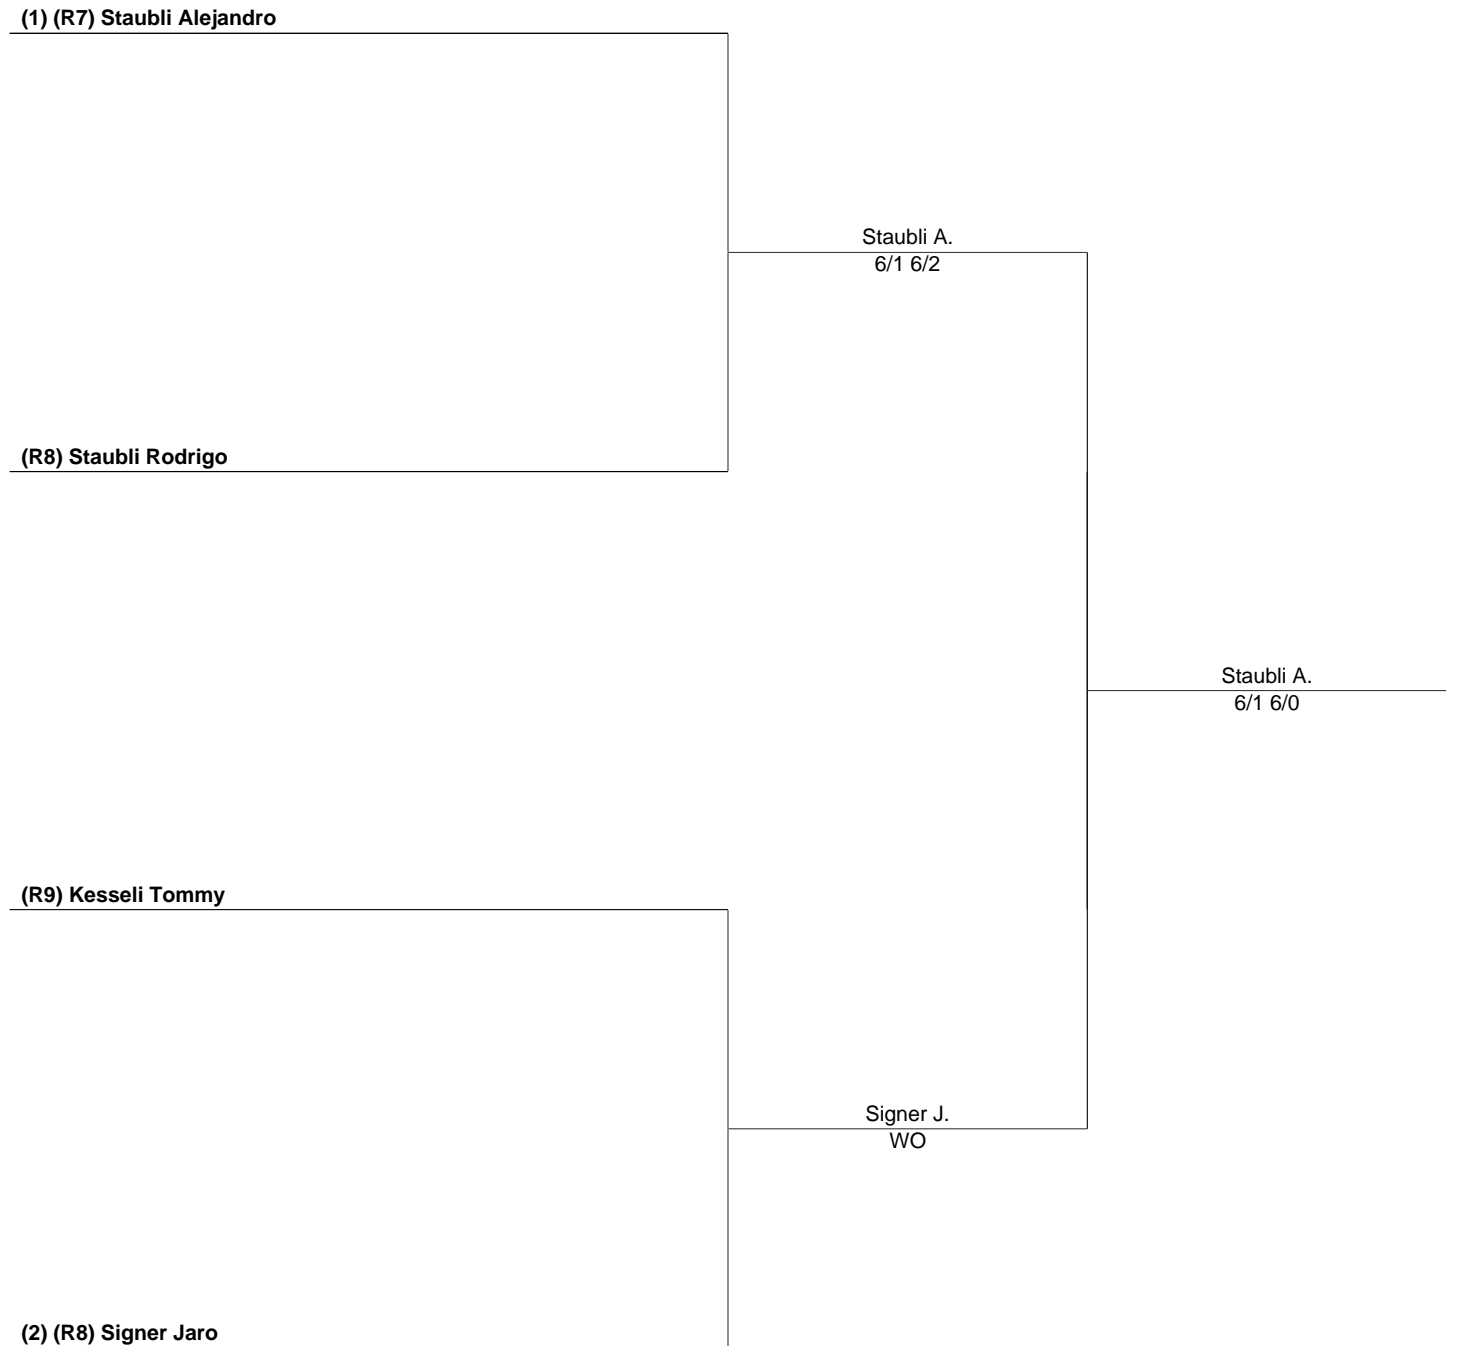 (1) (R7) Staubli Alejandro
Staubli A.
6/1 6/2
(R8) Staubli Rodrigo
Staubli A.
6/1 6/0
(R9) Kesseli Tommy
Signer J.
WO
(2) (R8) Signer Jaro